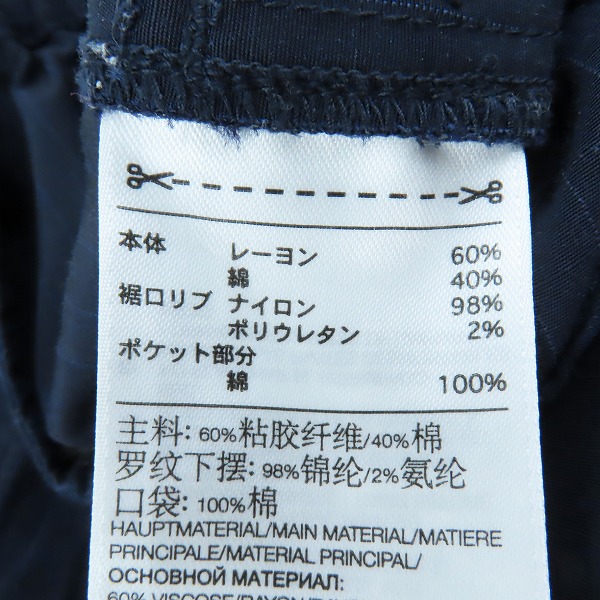 本体 レーヨン 60%
綿 40%
裾口リブ ナイロン 98%
ポリウレタン 2%
ポケット部分
綿 100%
主料: 60%粘胶纤维/40%棉
罗纹下摆: 98%锦纶/2%氨纶
口袋: 100%棉
HAUPTMATERIAL/MAIN MATERIAL/MATIERE
PRINCIPALE/MATERIAL PRINCIPAL/
ОСНОВНОЙ МАТЕРИАЛ:
60% VISCOSE/RAYON/